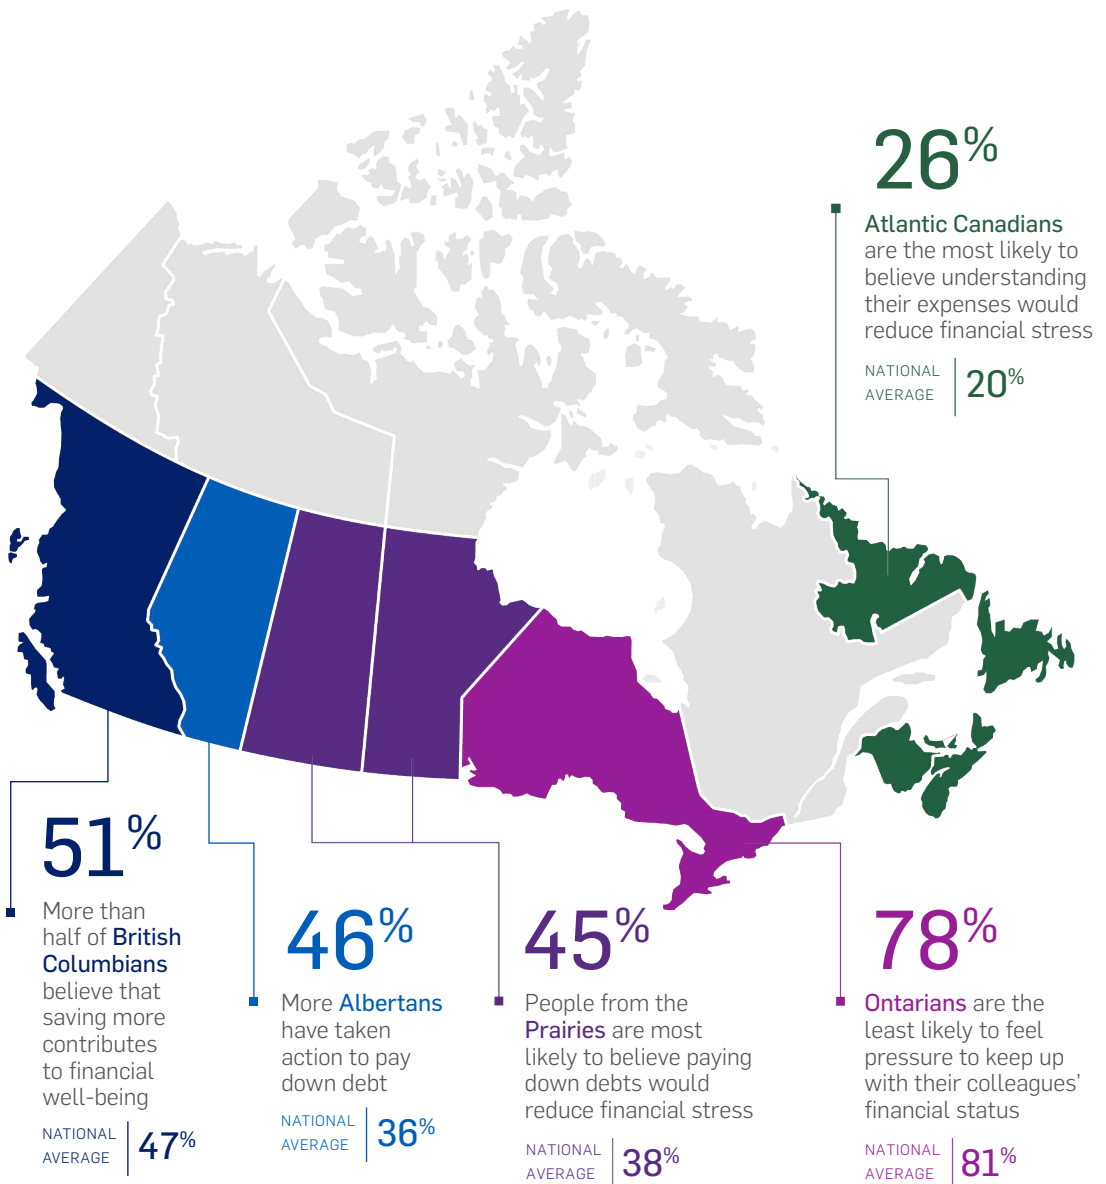 26%
Atlantic Canadians
are the most likely to
believe understanding
their expenses would
reduce financial stress
NATIONAL
AVERAGE
20%
51%
More than
half of British
Columbians
believe that
saving more
contributes
to financial
well-being
NATIONAL
AVERAGE
47%
46%
More Albertans
have taken
action to pay
down debt
NATIONAL
AVERAGE
36%
45%
People from the
Prairies are most
likely to believe paying
down debts would
reduce financial stress
NATIONAL
AVERAGE
38%
78%
Ontarians are the
least likely to feel
pressure to keep up
with their colleagues’
financial status
NATIONAL
AVERAGE
81%